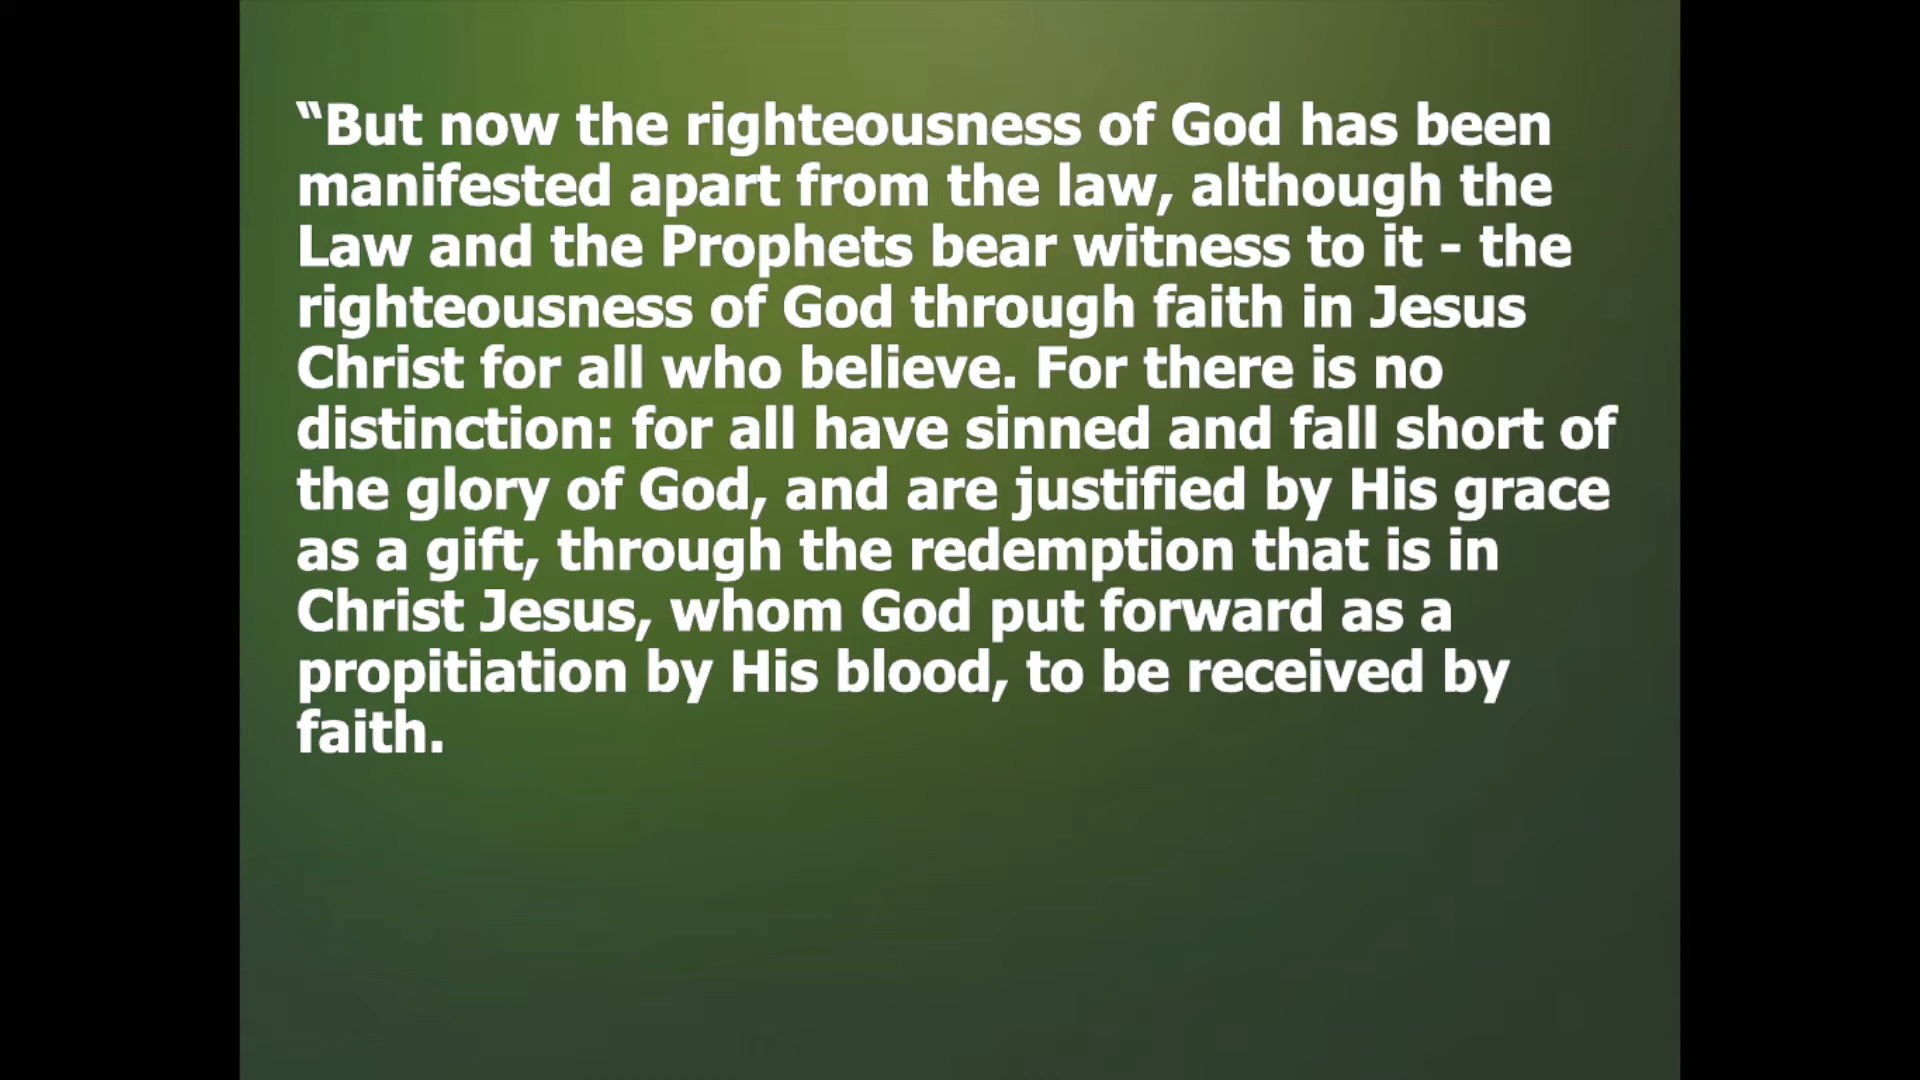 “But now the righteousness of God has been
manifested apart from the law, although the
Law and the Prophets bear witness to it - the
righteousness of God through faith in Jesus
Christ for all who believe. For there is no
distinction: for all have sinned and fall short of
the glory of God, and are justified by His grace
as a gift, through the redemption that is in
Christ Jesus, whom God put forward as a
propitiation by His blood, to be received by
faith.